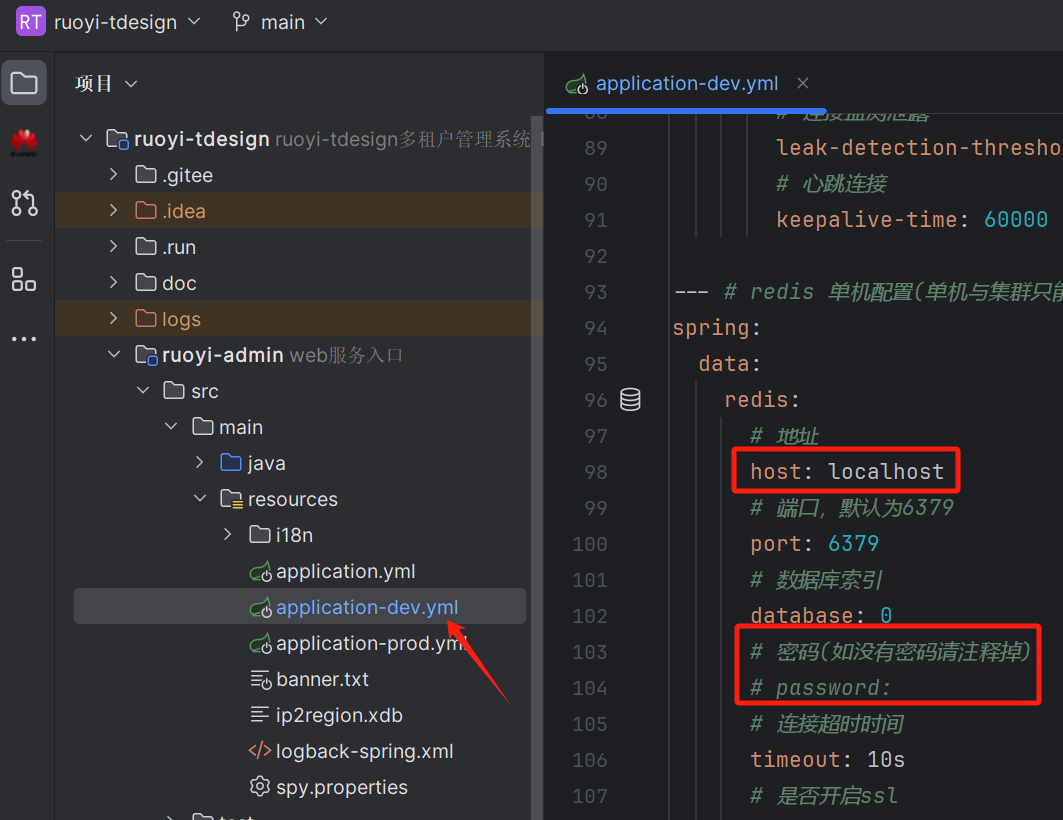 RT ruoyi-tdesign main
项目
ruoyi-tdesign ruoyi-tdesign多租户管理系统
.gitee
.idea
.run
doc
logs
ruoyi-admin web服务入口
src
main
java
resources
i18n
application.yml
application-dev.yml
application-prod.yml
banner.txt
ip2region.xdb
logback-spring.xml
spy.properties
test
application-dev.yml
88 # 连接监测泄露
89 leak-detection-thresho
90 # 心跳连接
91 keepalive-time: 60000
92
93 --- # redis 单机配置(单机与集群只能
94 spring:
95 data:
96 redis:
97 # 地址
98 host: localhost
99 # 端口，默认为6379
100 port: 6379
101 # 数据库索引
102 database: 0
103 # 密码(如没有密码请注释掉)
104 # password:
105 # 连接超时时间
106 timeout: 10s
107 # 是否开启ssl